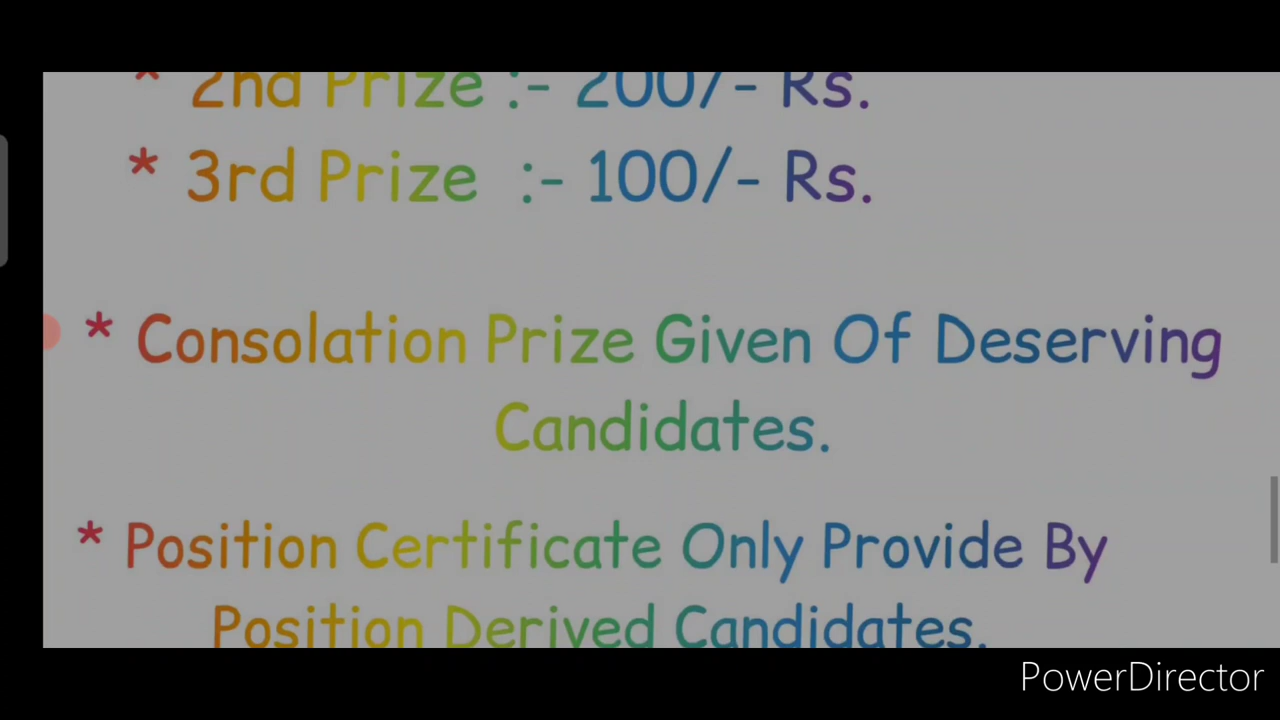 * 2nd Prize :- 200/- Rs.
* 3rd Prize :- 100/- Rs.
* Consolation Prize Given Of Deserving
Candidates.
* Position Certificate Only Provide By
Position Derived Candidates.
PowerDirector